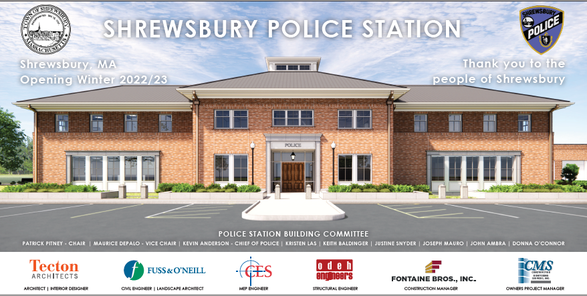 SHREWSBURY POLICE STATION
Shrewsbury, MA
Opening Winter 2022/23
Thank you to the
people of Shrewsbury
SHREWSBURY
POLICE
POLICE
POLICE STATION BUILDING COMMITTEE
PATRICK PITNEY - CHAIR | MAURICE DEPALO - VICE CHAIR | KEVIN ANDERSON - CHIEF OF POLICE | KRISTEN LAS | KEITH BALDINGER | JUSTINE SNYDER | JOSEPH MAURO | JOHN AMBRA | DONNA O'CONNOR
Tecton
ARCHITECTS
FUSS & O'NEILL
CES
odeh
engineers
FONTAINE BROS., INC.
CMS
ARCHITECT | INTERIOR DESIGNER
CIVIL ENGINEER | LANDSCAPE ARCHITECT
MEP ENGINEER
STRUCTURAL ENGINEER
CONSTRUCTION MANAGER
OWNERS PROJECT MANAGER